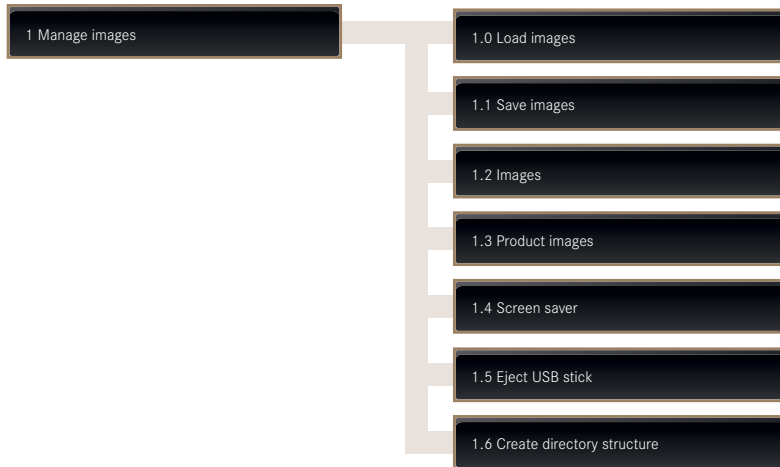 1 Manage images
1.0 Load images
1.1 Save images
1.2 Images
1.3 Product images
1.4 Screen saver
1.5 Eject USB stick
1.6 Create directory structure